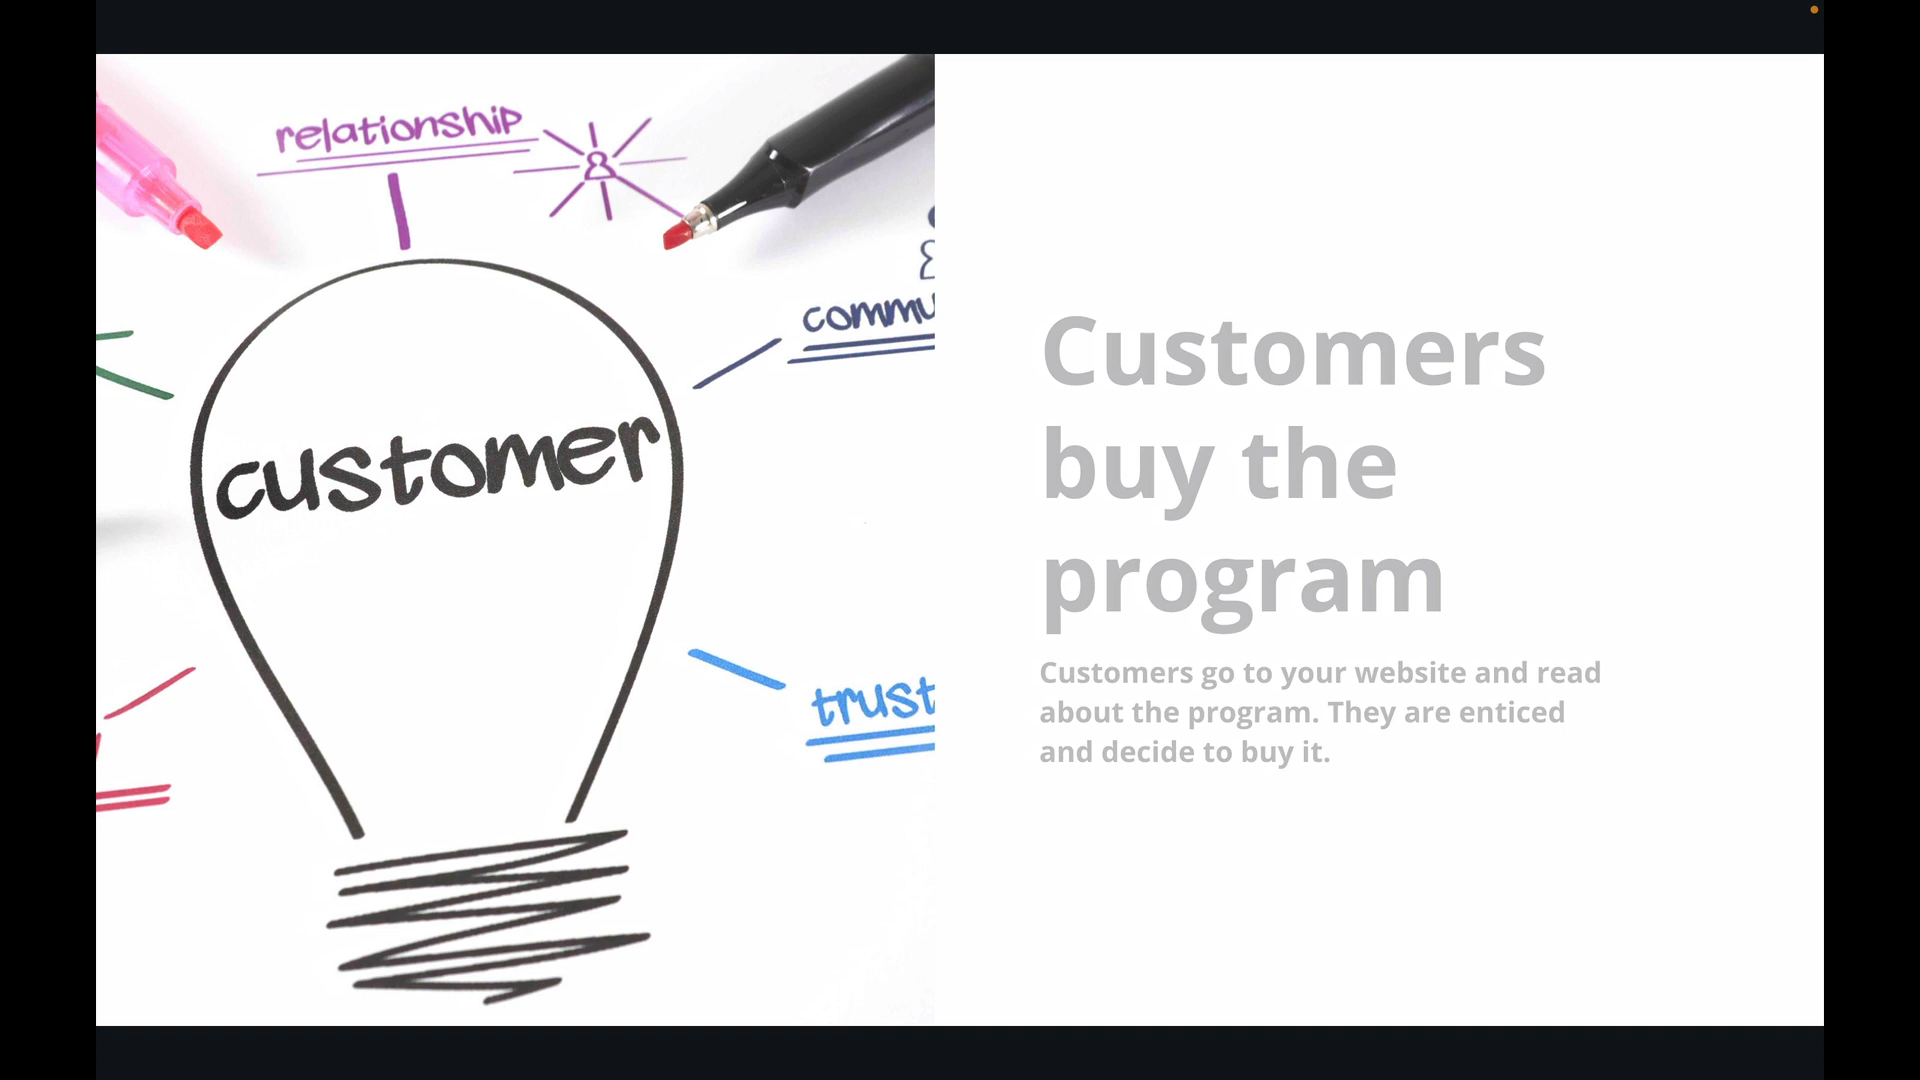 relationship
customer
trust
Customers
buy the
program
Customers go to your website and read
about the program. They are enticed
and decide to buy it.